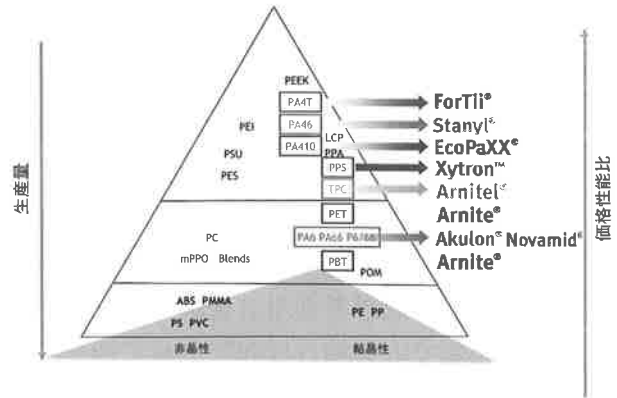 PEEK
PA4T
ForTii®
PEI
PA46
Stanyl®
LCP
PA410
EcoPaXX®
PSU
PPA
PES
PPS
Xytron™
TPC
Arnitel®
PET
Arnite®
PC
PA6 PA66 P6/66
Akulon® Novamid®
mPPO Blends
PBT
Arnite®
POM
ABS PMMA
PE PP
PS PVC
非晶性
粘晶性
生産量
価格性能比